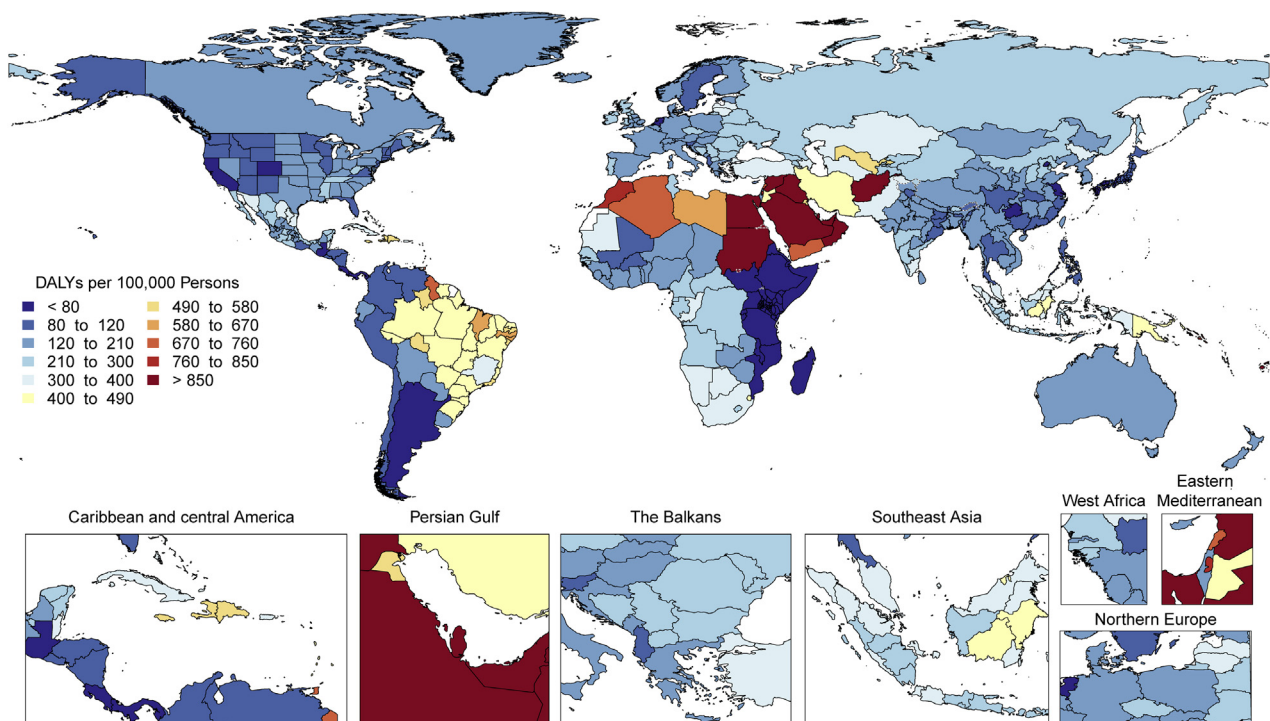 DALYs per 100,000 Persons
< 80
80 to 120
120 to 210
210 to 300
300 to 400
400 to 490
490 to 580
580 to 670
670 to 760
760 to 850
> 850
Caribbean and central America
Persian Gulf
The Balkans
Southeast Asia
West Africa
Eastern
Mediterranean
Northern Europe